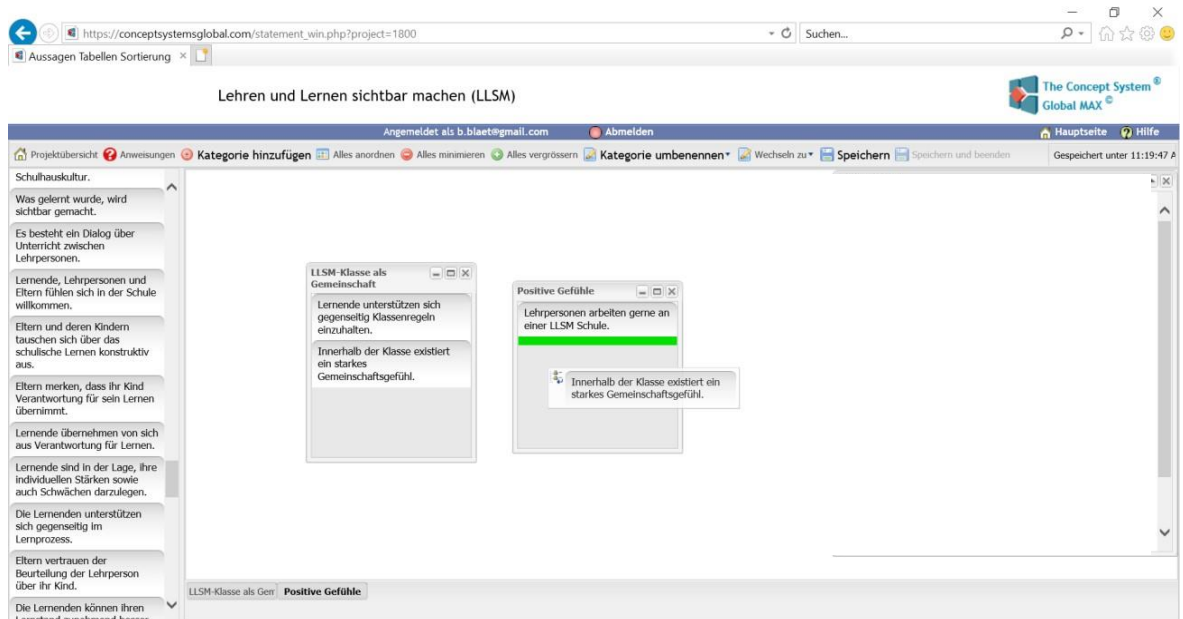 https://conceptsystemsglobal.com/statement_win.php?project=1800
Suchen...
Aussagen Tabellen Sortierung
Lehren und Lernen sichtbar machen (LLSM)
The Concept System®
Global MAX©
Angemeldet als b.blaet@gmail.com
Abmelden
Hauptseite
Hilfe
Projektübersicht
Anweisungen
Kategorie hinzufügen
Alles anordnen
Alles minimieren
Alles vergrössern
Kategorie umbenennen
Wechseln zu
Speichern
Speichern und beenden
Gespeichert unter 11:19:47 A
Schulhauskultur.
Was gelernt wurde, wird
sichtbar gemacht.
Es besteht ein Dialog über
Unterricht zwischen
Lehrpersonen.
Lernende, Lehrpersonen und
Eltern fühlen sich in der Schule
willkommen.
Eltern und deren Kindern
tauschen sich über das
schulische Lernen konstruktiv
aus.
Eltern merken, dass ihr Kind
Verantwortung für sein Lernen
übernimmt.
Lernende übernehmen von sich
aus Verantwortung für Lernen.
Lernende sind in der Lage, ihre
individuellen Stärken sowie
auch Schwächen darzulegen.
Die Lernenden unterstützen
sich gegenseitig im
Lernprozess.
Eltern vertrauen der
Beurteilung der Lehrperson
über ihr Kind.
Die Lernenden können ihren
LLSM-Klasse als
Gemeinschaft
Lernende unterstützen sich
gegenseitig Klassenregeln
einzuhalten.
Innerhalb der Klasse existiert
ein starkes
Gemeinschaftsgefühl.
Positive Gefühle
Lehrpersonen arbeiten gerne an
einer LLSM Schule.
Innerhalb der Klasse existiert ein
starkes Gemeinschaftsgefühl.
LLSM-Klasse als Gem
Positive Gefühle